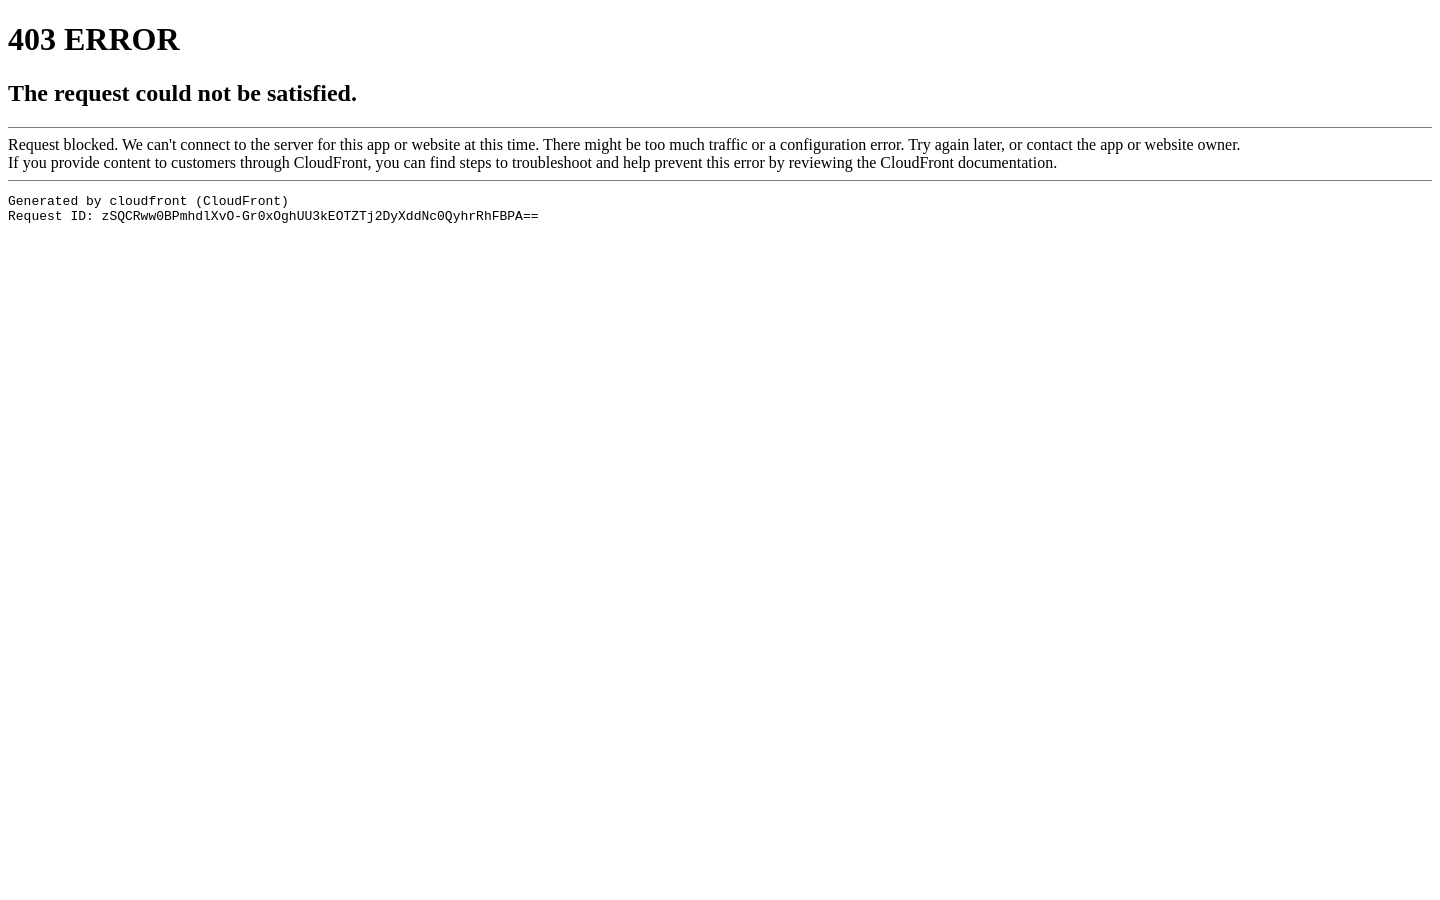 403 ERROR
The request could not be satisfied.
Request blocked. We can't connect to the server for this app or website at this time. There might be too much traffic or a configuration error. Try again later, or contact the app or website owner.
If you provide content to customers through CloudFront, you can find steps to troubleshoot and help prevent this error by reviewing the CloudFront documentation.
Generated by cloudfront (CloudFront)
Request ID: zSQCRww0BPmhdlXvO-Gr0xOghUU3kEOTZTj2DyXddNc0QyhrRhFBPA==